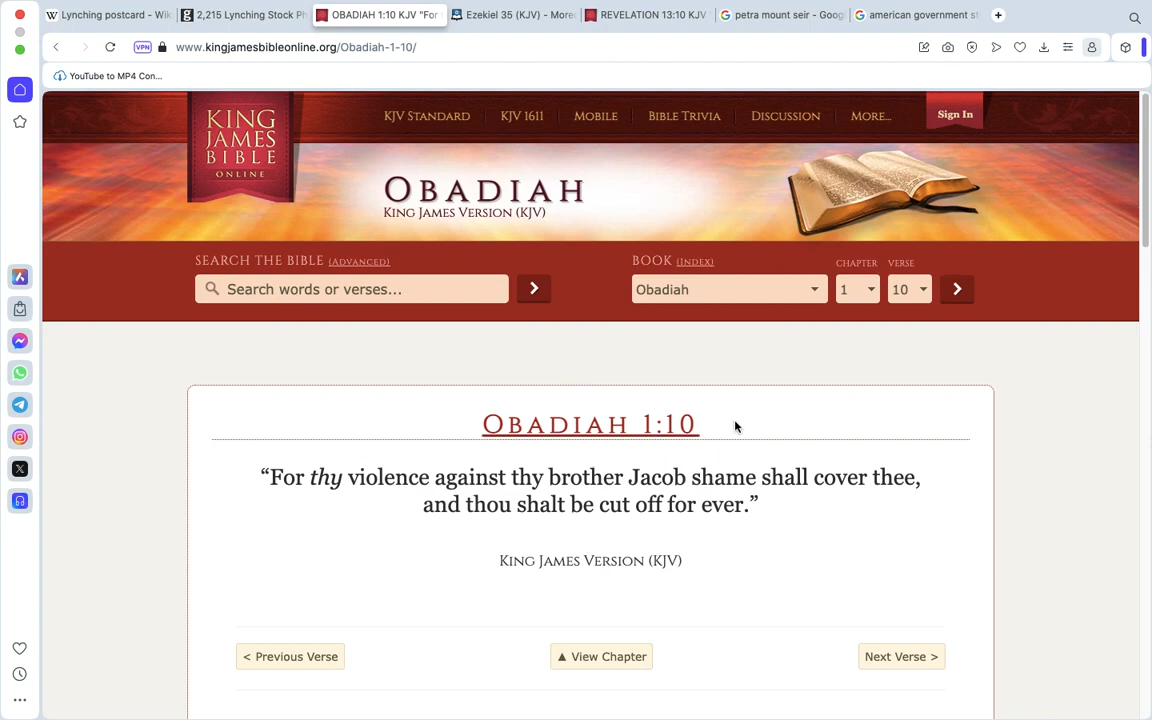 Lynching postcard - Wik
2,215 Lynching Stock Ph
OBADIAH 1:10 KJV "For
Ezekiel 35 (KJV) - More
REVELATION 13:10 KJV
petra mount seir - Goog
american government st
VPN
www.kingjamesbibleonline.org/Obadiah-1-10/
YouTube to MP4 Con...
KING
JAMES
BIBLE
ONLINE
KJV STANDARD
KJV 1611
MOBILE
BIBLE TRIVIA
DISCUSSION
MORE...
Sign In
OBADIAH
KING JAMES VERSION (KJV)
SEARCH THE BIBLE (ADVANCED)
BOOK (INDEX)
CHAPTER
VERSE
Search words or verses...
Obadiah
1
10
OBADIAH 1:10
“For thy violence against thy brother Jacob shame shall cover thee,
and thou shalt be cut off for ever.”
KING JAMES VERSION (KJV)
< Previous Verse
▲ View Chapter
Next Verse >